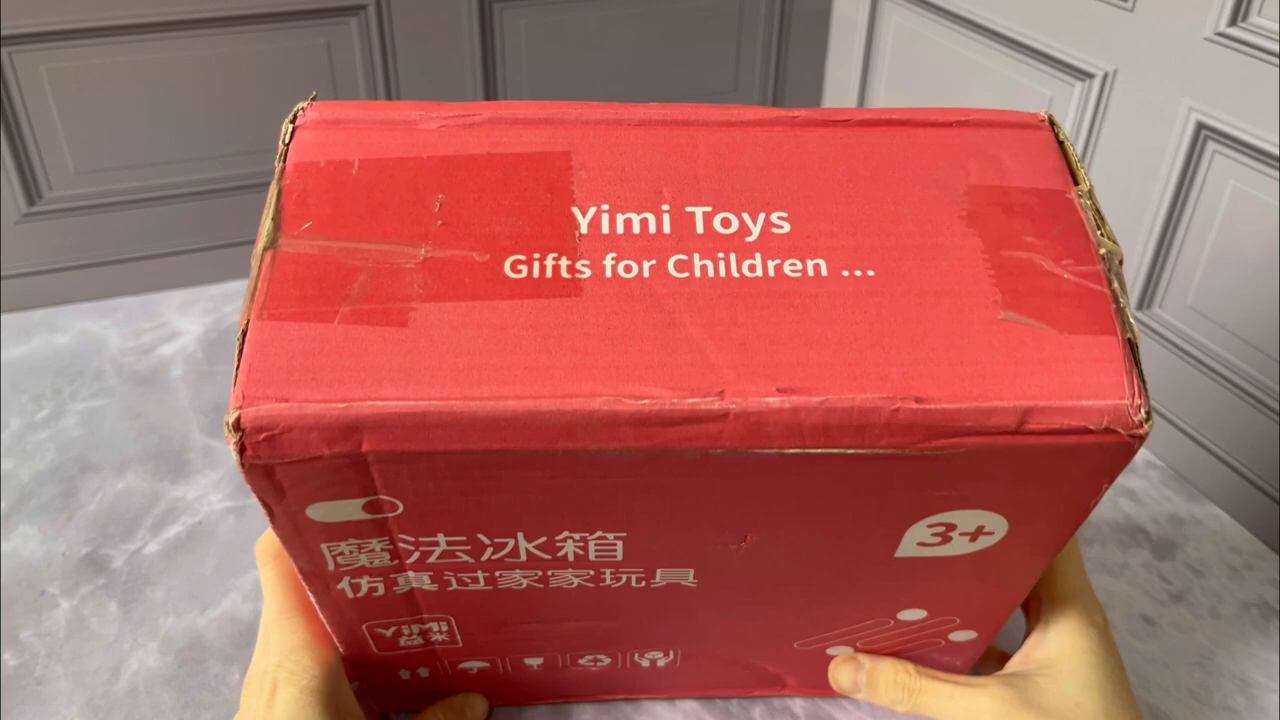 Yimi Toys
Gifts for Children ...
3+
魔法冰箱
仿真过家家玩具
YiMi
益米